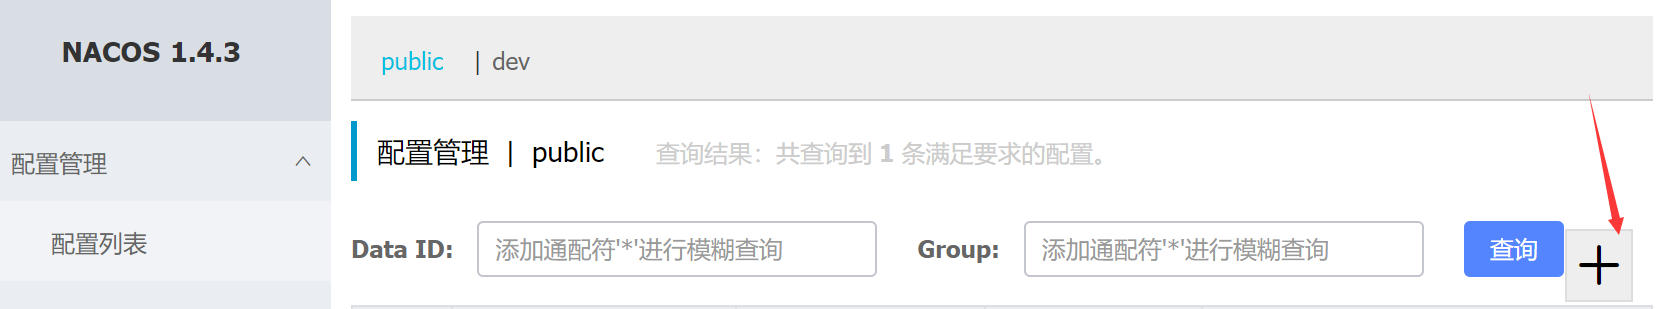 NACOS 1.4.3
public | dev
配置管理
配置管理 | public 查询结果：共查询到 1 条满足要求的配置。
配置列表
Data ID: 添加通配符'*'进行模糊查询 Group: 添加通配符'*'进行模糊查询 查询 +